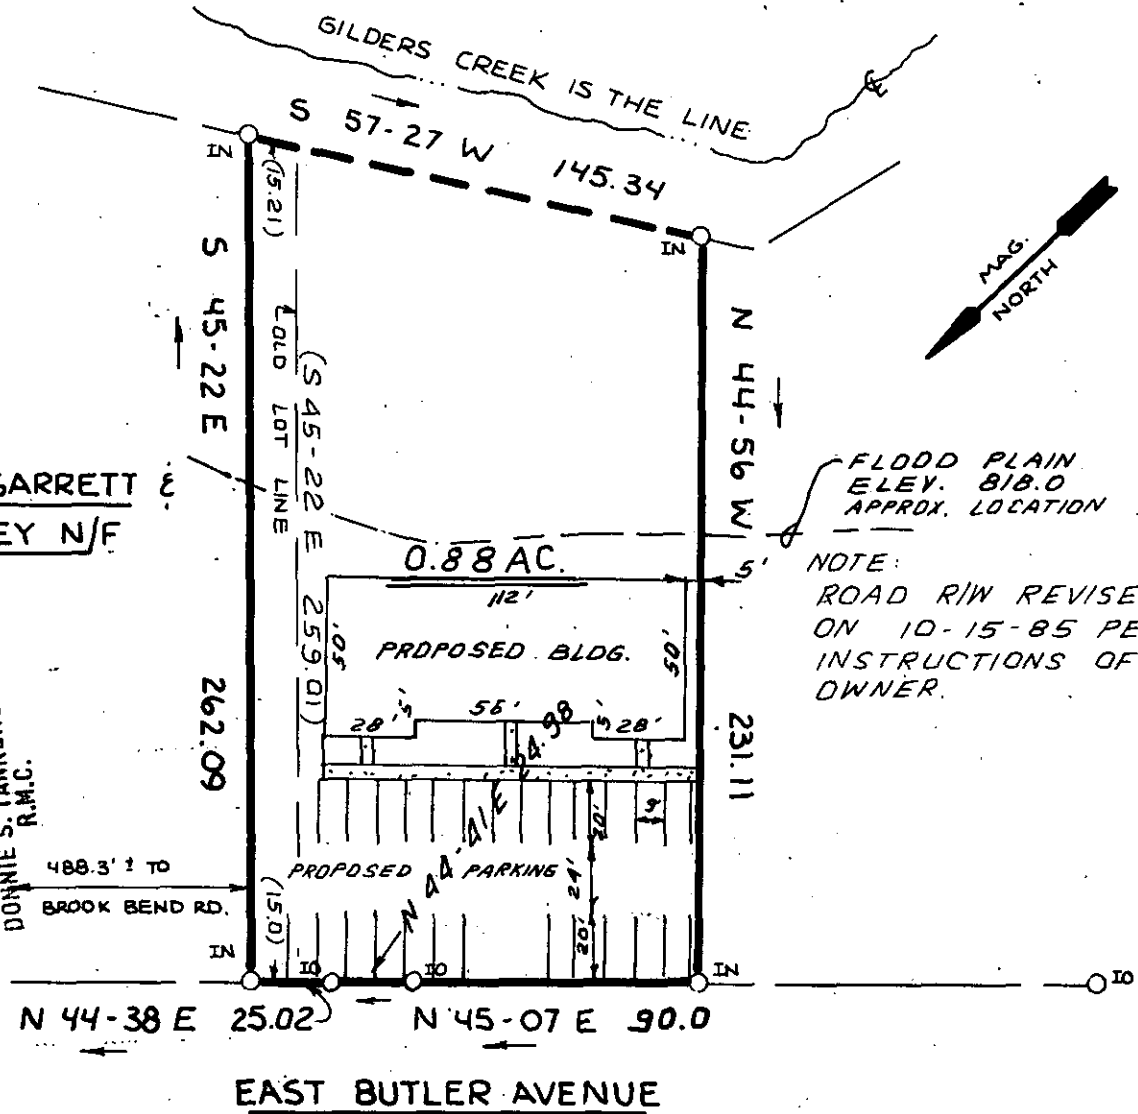 GILDERS CREEK IS THE LINE
℄
S 57-27 W 145.34
IN
IN
(15.21)
MAG.
NORTH
S 45-22 E
262.09
OLD LOT LINE
(S 45-22 E 259.01)
N 44-56 W
231.11
GARRETT &
EY N/F
FLOOD PLAIN
ELEV. 818.0
APPROX. LOCATION
0.88 AC.
5'
112'
NOTE:
ROAD R/W REVISE
ON 10-15-85 PE
INSTRUCTIONS OF
OWNER.
50'
PROPOSED BLDG.
50'
28'
5'
56'
5'
28'
N 44-41 E 24.98
9'
20'
24'
20'
PROPOSED PARKING
DONNIE S.
R.M.C.
488.3' ± TO
BROOK BEND RD.
(15.0)
IN
IO
IO
IN
IO
N 44-38 E 25.02
N 45-07 E 90.0
EAST BUTLER AVENUE